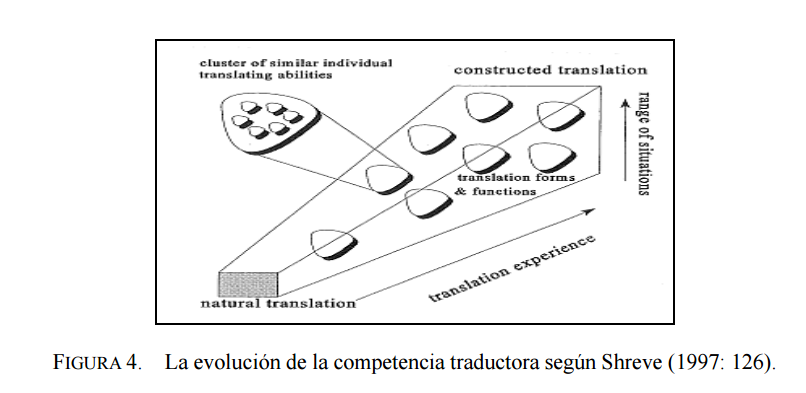 cluster of similar individual
translating abilities
constructed translation
range of situations
translation forms
& functions
translation experience
natural translation
FIGURA 4. La evolución de la competencia traductora según Shreve (1997: 126).